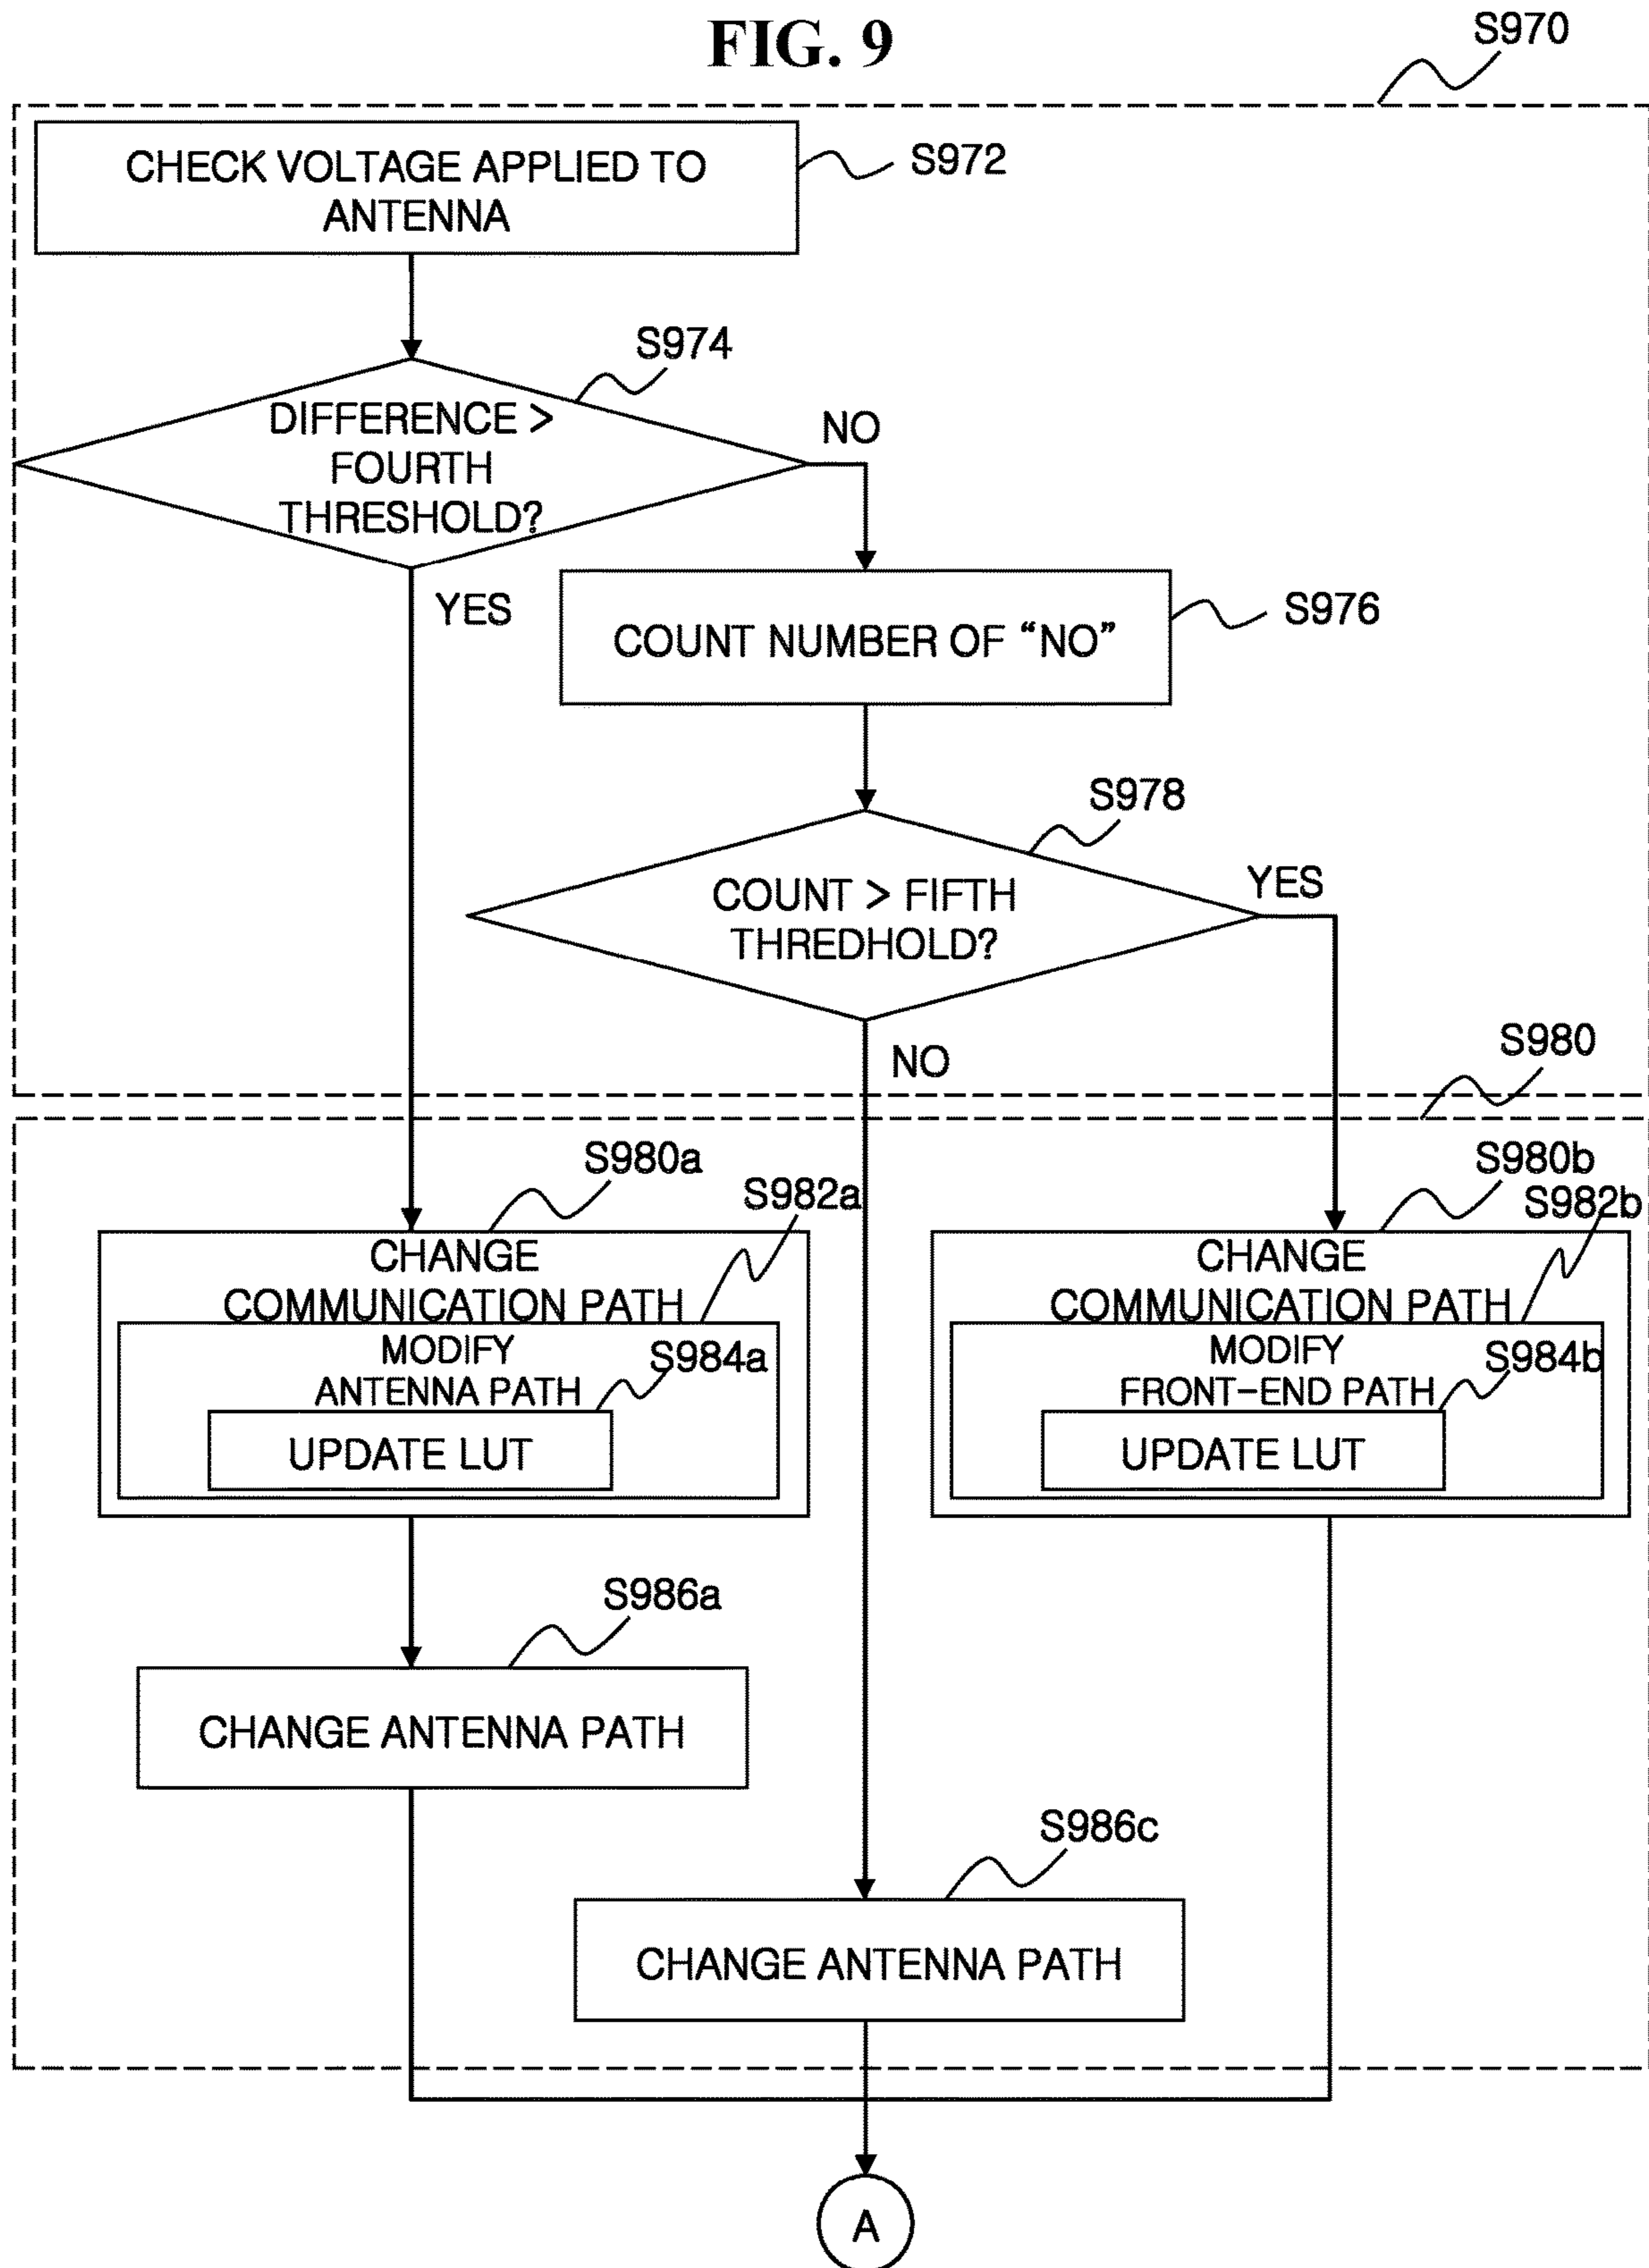 FIG. 9
S970
CHECK VOLTAGE APPLIED TO
ANTENNA
S972
S974
DIFFERENCE >
FOURTH
THRESHOLD?
NO
YES
COUNT NUMBER OF “NO”
S976
S978
COUNT > FIFTH
THREDHOLD?
YES
NO
S980
S980a
S982a
CHANGE
COMMUNICATION PATH
MODIFY
ANTENNA PATH
S984a
UPDATE LUT
S980b
S982b
CHANGE
COMMUNICATION PATH
MODIFY
FRONT-END PATH
S984b
UPDATE LUT
S986a
CHANGE ANTENNA PATH
S986c
CHANGE ANTENNA PATH
A